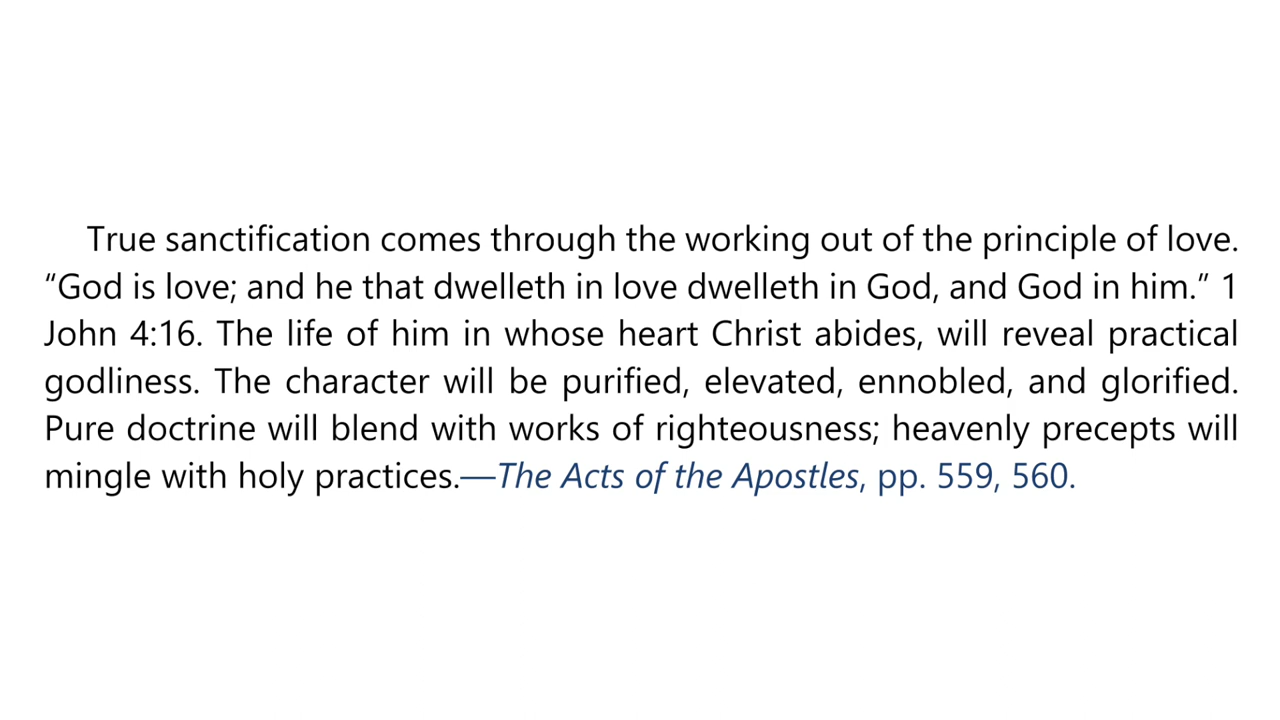 True sanctification comes through the working out of the principle of love.
“God is love; and he that dwelleth in love dwelleth in God, and God in him.” 1
John 4:16. The life of him in whose heart Christ abides, will reveal practical
godliness. The character will be purified, elevated, ennobled, and glorified.
Pure doctrine will blend with works of righteousness; heavenly precepts will
mingle with holy practices.—The Acts of the Apostles, pp. 559, 560.